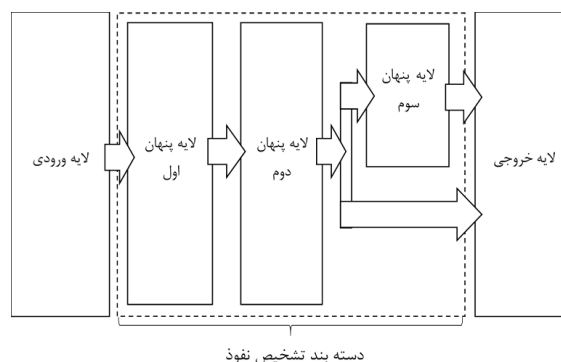 لایه ورودی
لایه پنهان
اول
لایه پنهان
دوم
لایه پنهان
سوم
لایه خروجی
دسته بند تشخیص نفوذ